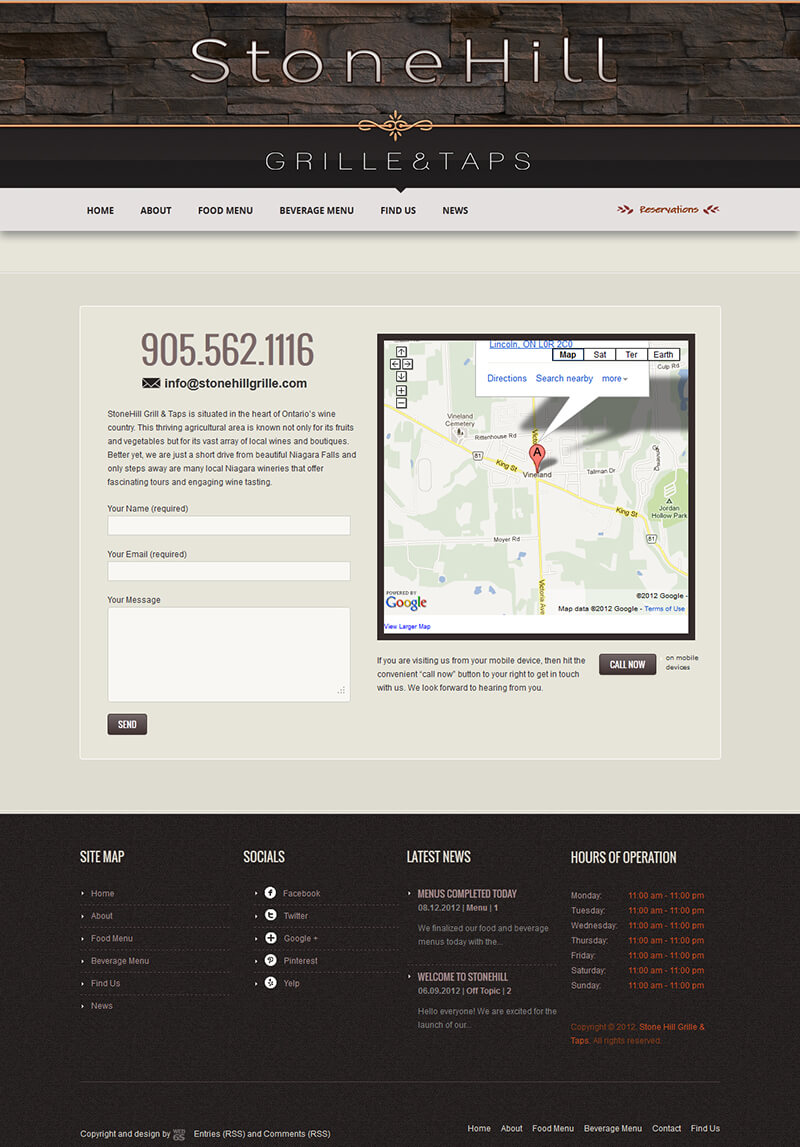 StoneHill
GRILLE&TAPS
HOME ABOUT FOOD MENU BEVERAGE MENU FIND US NEWS Reservations
905.562.1116
info@stonehillgrille.com
StoneHill Grill & Taps is situated in the heart of Ontario's wine
country. This thriving agricultural area is known not only for its fruits
and vegetables but for its vast array of local wines and boutiques.
Better yet, we are just a short drive from beautiful Niagara Falls and
only steps away are many local Niagara wineries that offer
fascinating tours and engaging wine tasting.
Your Name (required)
Your Email (required)
Your Message
SEND
Lincoln, ON L0R 2C0
Map Sat Ter Earth
Directions Search nearby more
Culp Rd
Vineland
Cemetery
Rittenhouse Rd
Victoria
81
King St
A
Vineland
Talman Dr
Jordan
Hollow Park
King St
81
Moyer Rd
Victoria Ave
POWERED BY
Google
©2012 Google -
Map data ©2012 Google - Terms of Use
View Larger Map
If you are visiting us from your mobile device, then hit the
convenient “call now” button to your right to get in touch
with us. We look forward to hearing from you.
CALL NOW
on mobile
devices
SITE MAP
Home
About
Food Menu
Beverage Menu
Find Us
News
SOCIALS
Facebook
Twitter
Google +
Pinterest
Yelp
LATEST NEWS
MENUS COMPLETED TODAY
08.12.2012 | Menu | 1
We finalized our food and beverage
menus today with the...
WELCOME TO STONEHILL
06.09.2012 | Off Topic | 2
Hello everyone! We are excited for the
launch of our...
HOURS OF OPERATION
Monday: 11:00 am - 11:00 pm
Tuesday: 11:00 am - 11:00 pm
Wednesday: 11:00 am - 11:00 pm
Thursday: 11:00 am - 11:00 pm
Friday: 11:00 am - 11:00 pm
Saturday: 11:00 am - 11:00 pm
Sunday: 11:00 am - 11:00 pm
Copyright © 2012. Stone Hill Grille &
Taps. All rights reserved.
Copyright and design by WEB GS Entries (RSS) and Comments (RSS)
Home About Food Menu Beverage Menu Contact Find Us